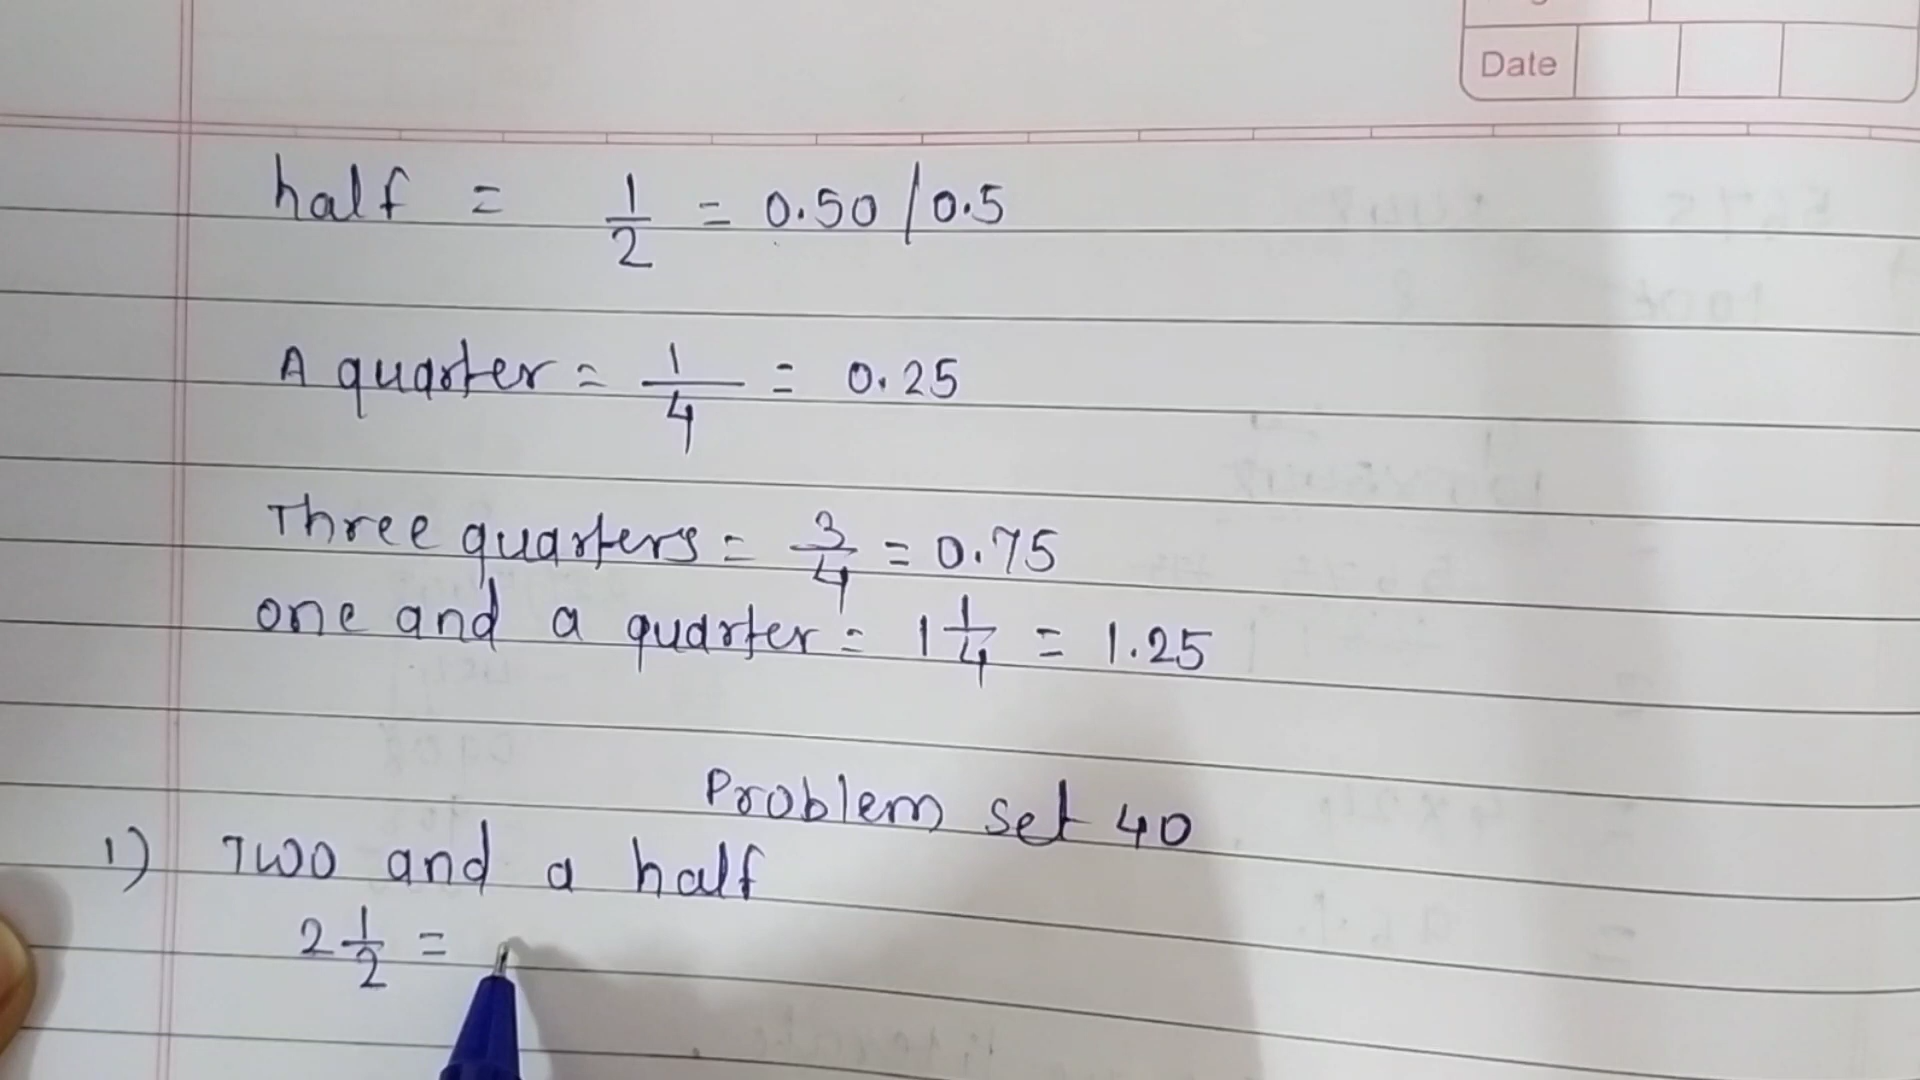 Date
half = 1/2 = 0.50 / 0.5
A quarter = 1/4 = 0.25
Three quarters = 3/4 = 0.75
one and a quarter = 1 1/4 = 1.25
Problem set 40
1) Two and a half
2 1/2 =